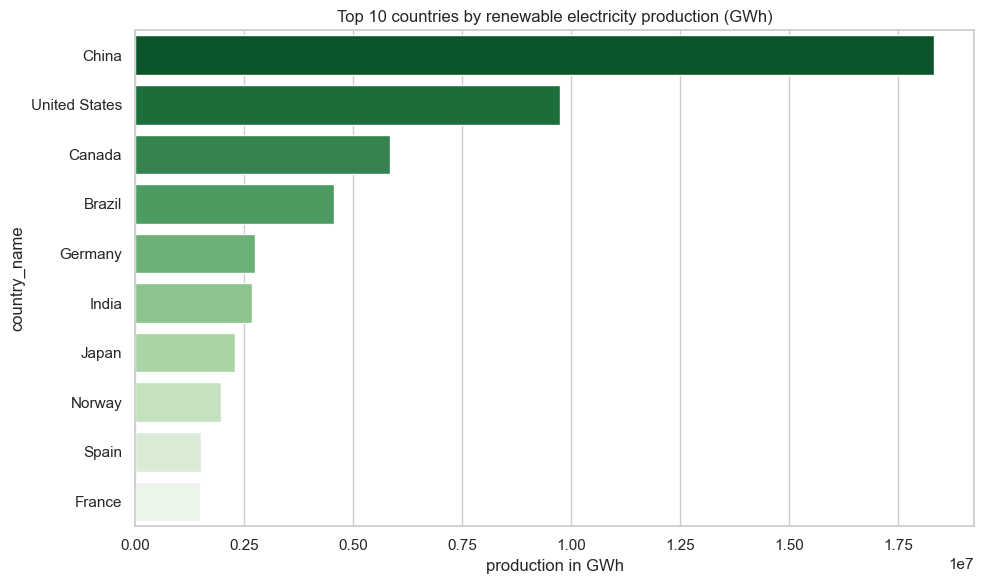 Top 10 countries by renewable electricity production (GWh)
country_name
China
United States
Canada
Brazil
Germany
India
Japan
Norway
Spain
France
0.00 0.25 0.50 0.75 1.00 1.25 1.50 1.75
1e7
production in GWh